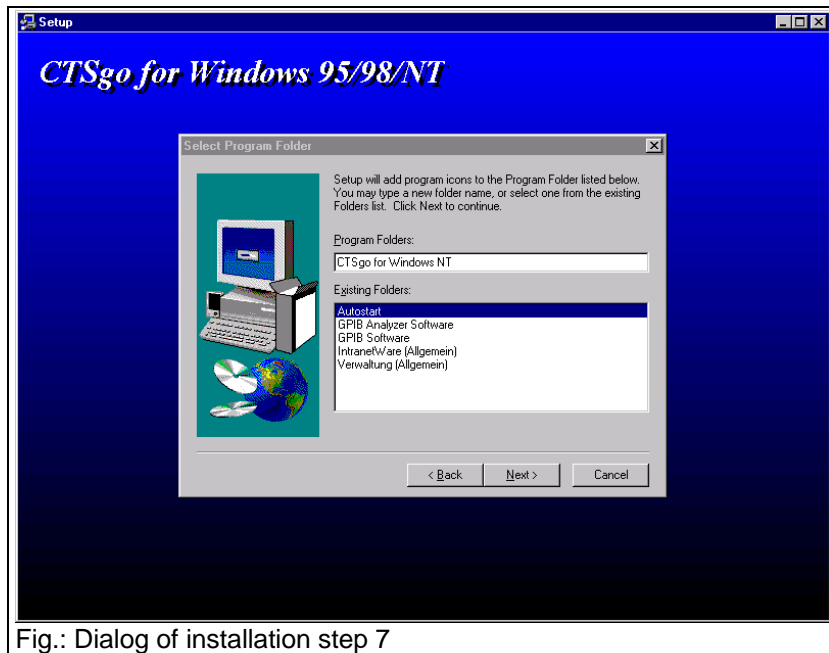 Setup
CTSgo for Windows 95/98/NT
Select Program Folder
Setup will add program icons to the Program Folder listed below.
You may type a new folder name, or select one from the existing
Folders list. Click Next to continue.
Program Folders:
CTSgo for Windows NT
Existing Folders:
Autostart
GPIB Analyzer Software
GPIB Software
IntranetWare (Allgemein)
Verwaltung (Allgemein)
< Back Next > Cancel
Fig.: Dialog of installation step 7